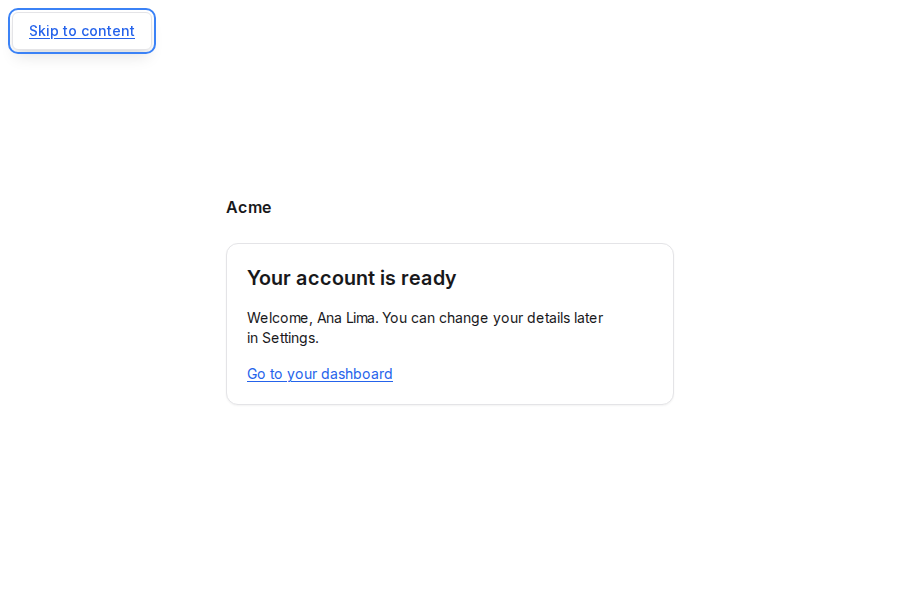 Skip to content
Acme
Your account is ready
Welcome, Ana Lima. You can change your details later
in Settings.
Go to your dashboard